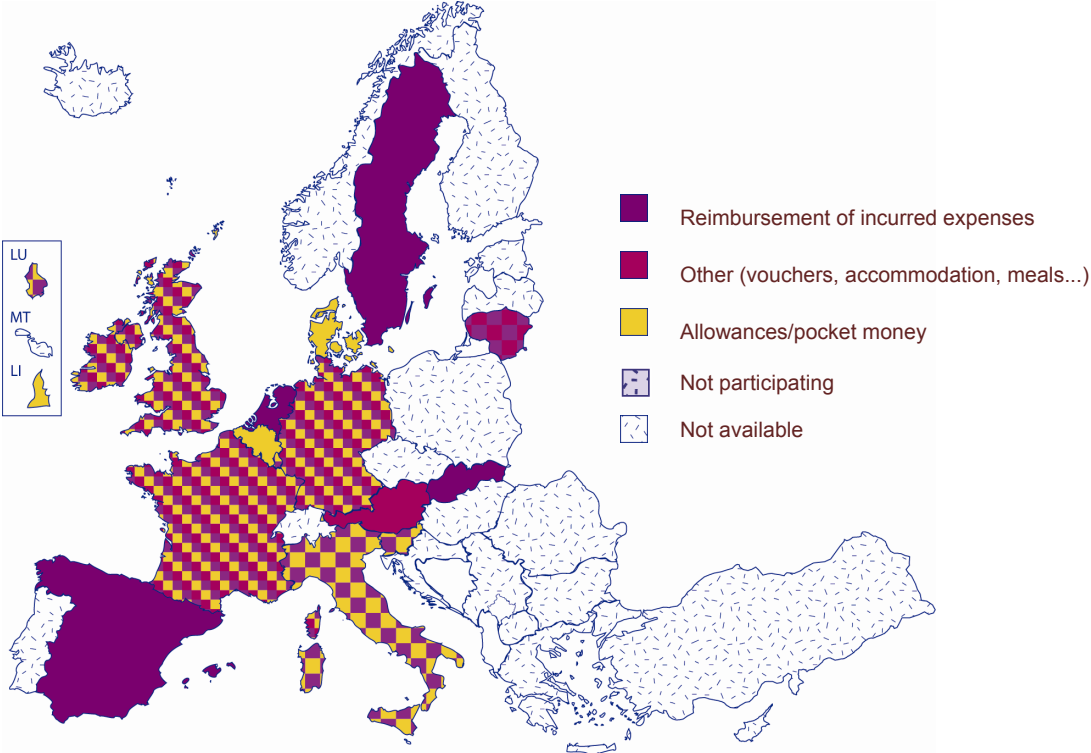 LU
MT
LI
Reimbursement of incurred expenses
Other (vouchers, accommodation, meals...)
Allowances/pocket money
Not participating
Not available